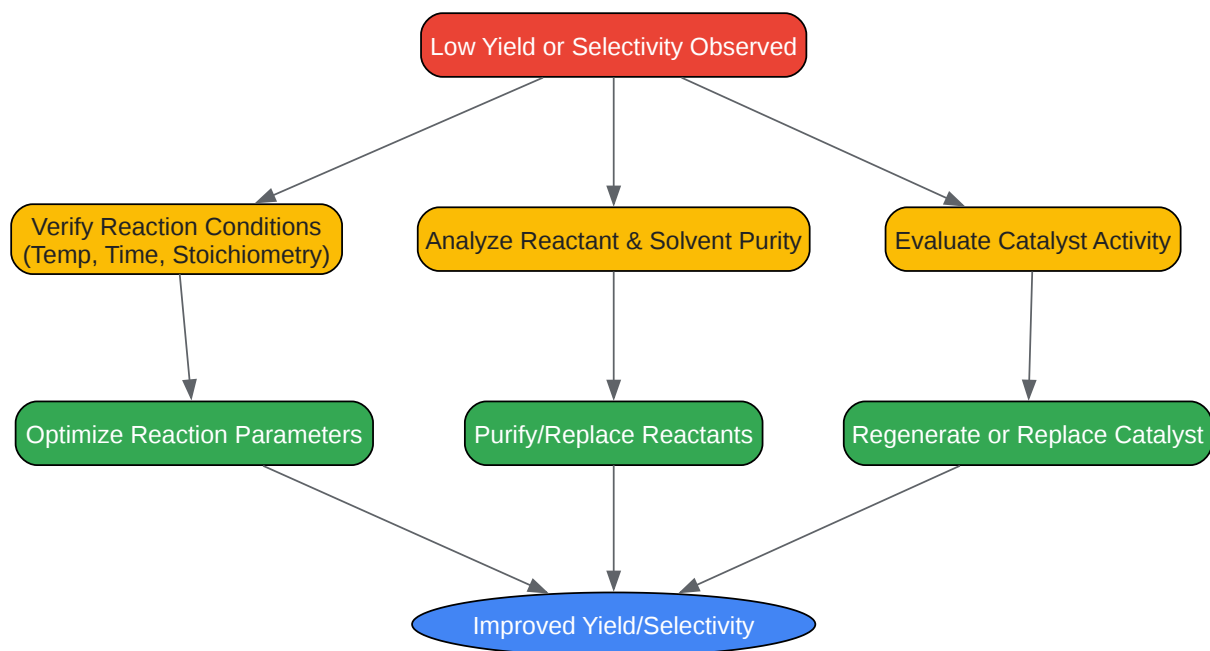 Low Yield or Selectivity Observed
Verify Reaction Conditions
(Temp, Time, Stoichiometry)
Analyze Reactant & Solvent Purity
Evaluate Catalyst Activity
Optimize Reaction Parameters
Purify/Replace Reactants
Regenerate or Replace Catalyst
Improved Yield/Selectivity